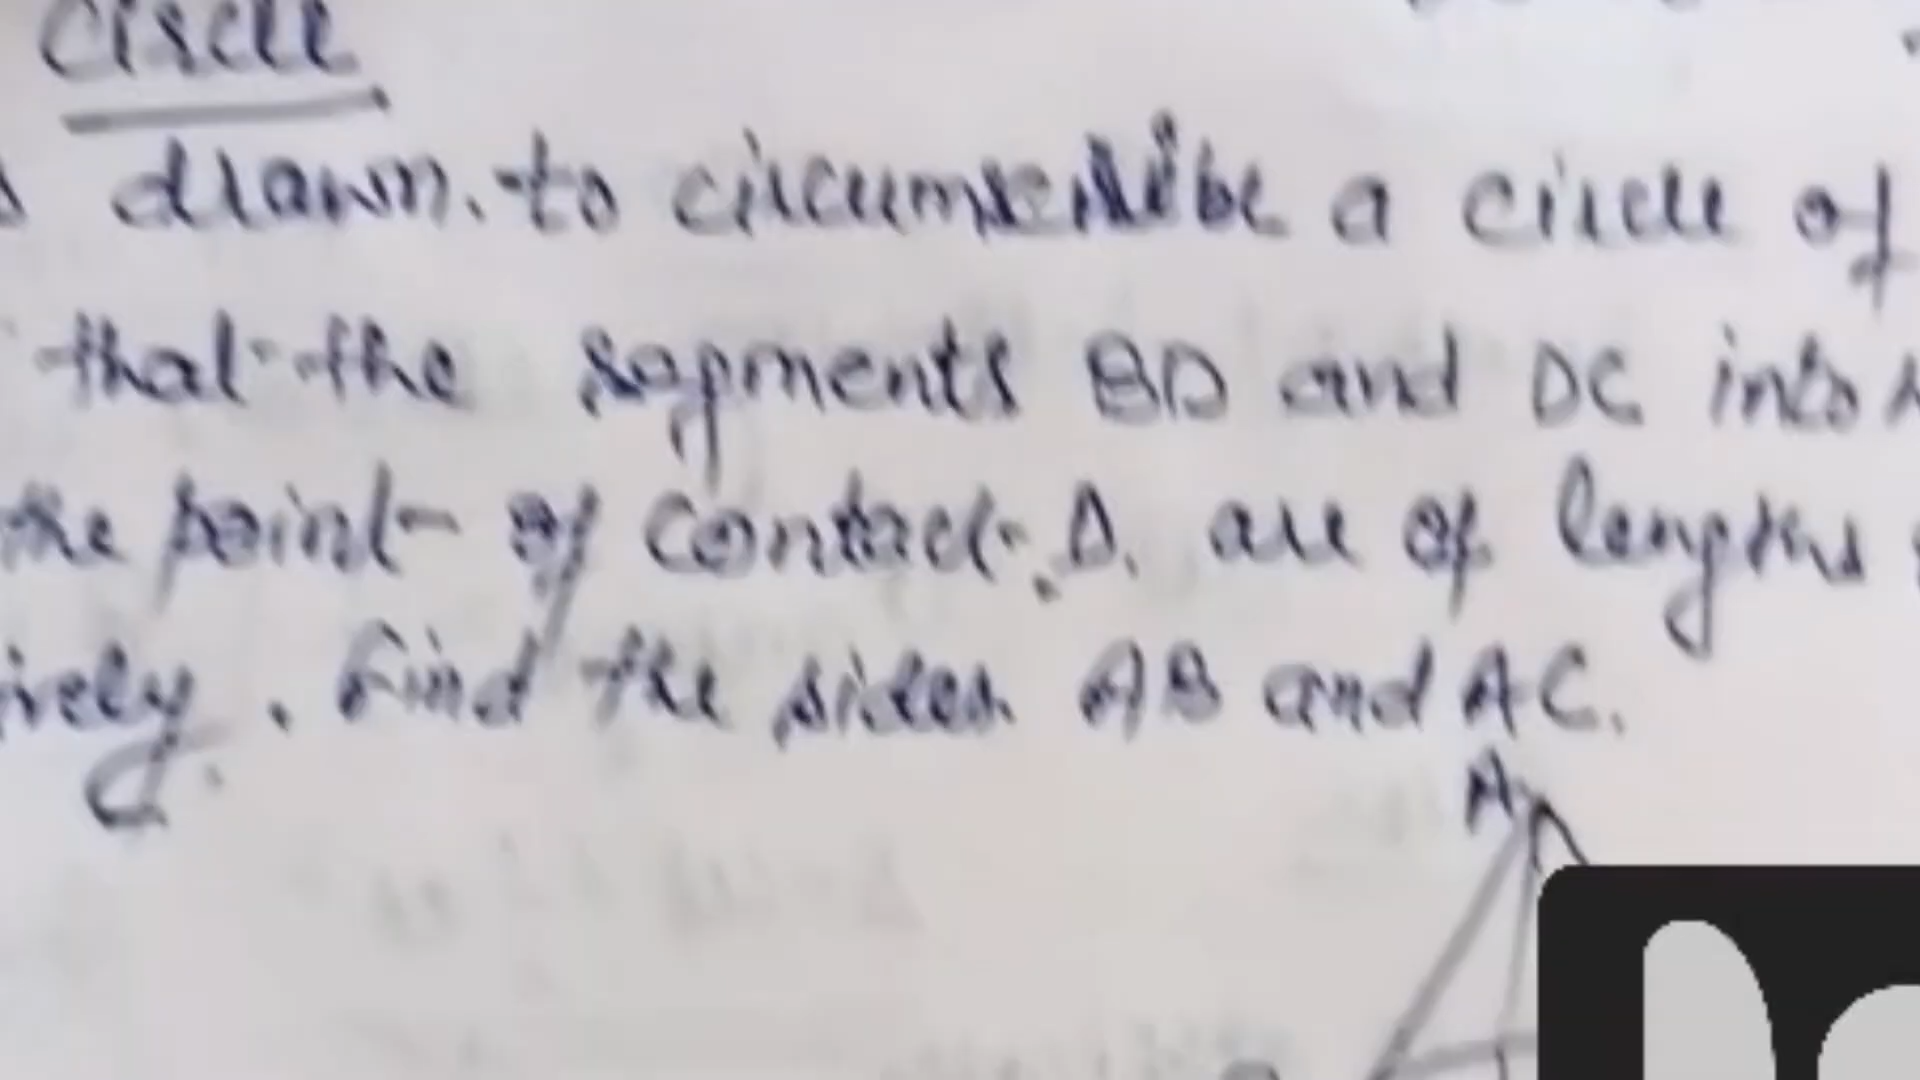 Circle
drawn to circumscribe a circle of
that the segments BD and DC into
the point of contact D are of lengths
ively. Find the sides AB and AC.
A